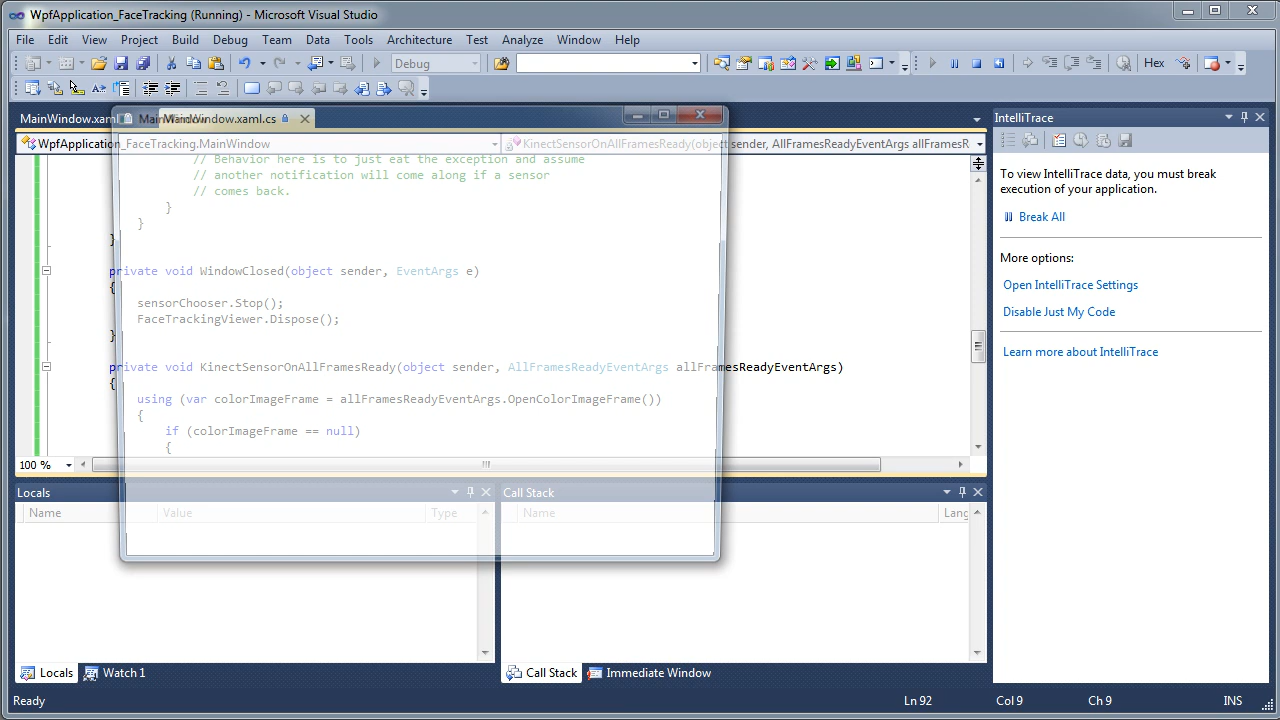 WpfApplication_FaceTracking (Running) - Microsoft Visual Studio
File Edit View Project Build Debug Team Data Tools Architecture Test Analyze Window Help
Debug
Hex
MainWindow.xaml MainWindow.xaml.cs
WpfApplication_FaceTracking.MainWindow KinectSensorOnAllFramesReady(object sender, AllFramesReadyEventArgs allFramesR
// Behavior here is to just eat the exception and assume
// another notification will come along if a sensor
// comes back.
}
}
}
private void WindowClosed(object sender, EventArgs e)
{
sensorChooser.Stop();
FaceTrackingViewer.Dispose();
}
private void KinectSensorOnAllFramesReady(object sender, AllFramesReadyEventArgs allFramesReadyEventArgs)
{
using (var colorImageFrame = allFramesReadyEventArgs.OpenColorImageFrame())
{
if (colorImageFrame == null)
{
100 %
IntelliTrace
To view IntelliTrace data, you must break
execution of your application.
Break All
More options:
Open IntelliTrace Settings
Disable Just My Code
Learn more about IntelliTrace
Locals
Name Value Type
Call Stack
Name Lang
Locals Watch 1
Call Stack Immediate Window
Ready Ln 92 Col 9 Ch 9 INS